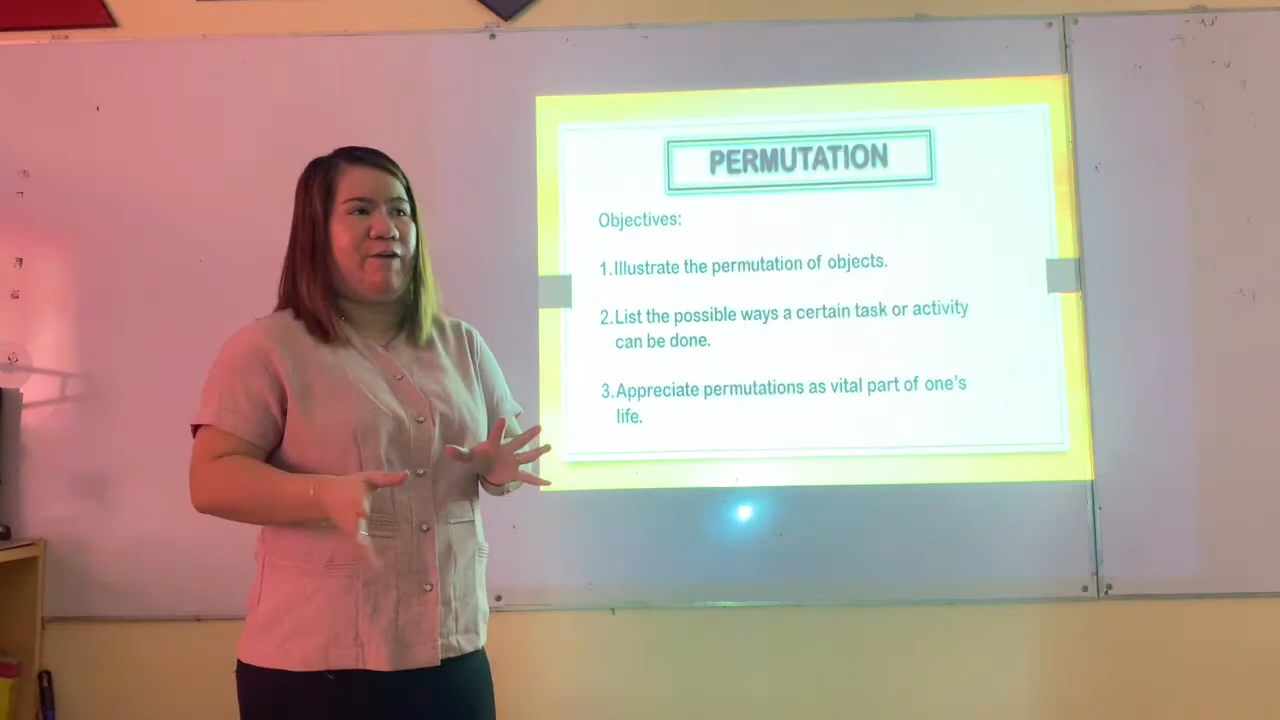 PERMUTATION
Objectives:
1.Illustrate the permutation of objects.
2.List the possible ways a certain task or activity
can be done.
3.Appreciate permutations as vital part of one's
life.